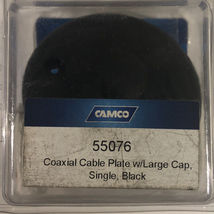 CAMCO
55076
Coaxial Cable Plate w/Large Cap,
Single, Black